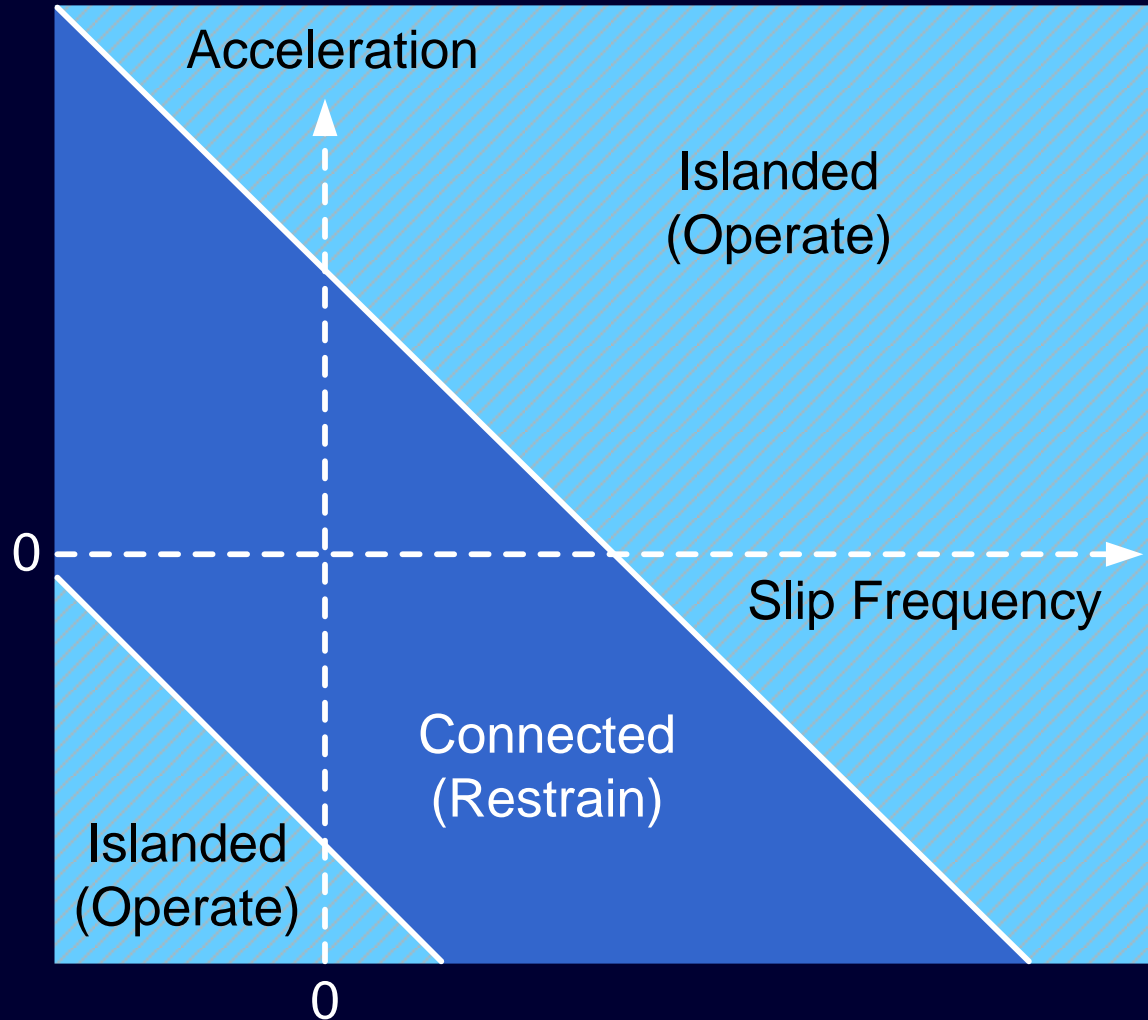 Acceleration
Islanded
(Operate)
0
Slip Frequency
Connected
(Restrain)
Islanded
(Operate)
0